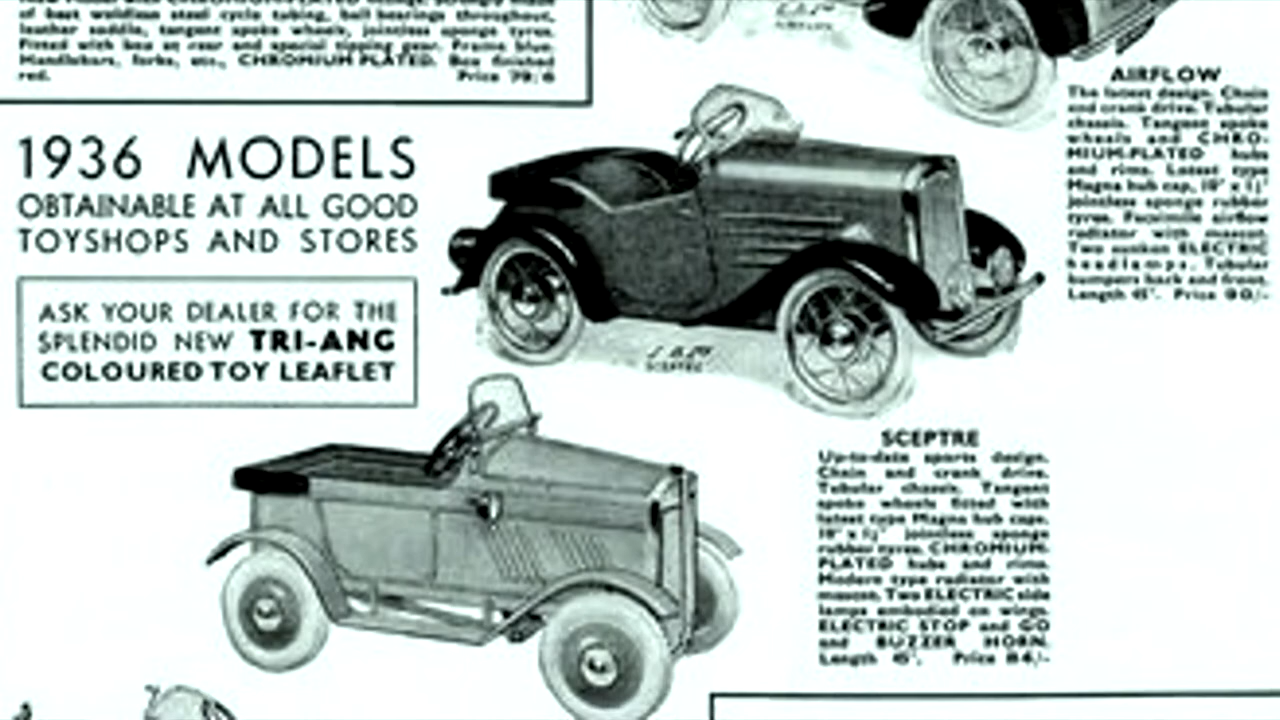 of best weldless steel cycle tubing, ball bearings throughout,
leather saddle, tangent spoke wheels, jointless sponge tyres.
Fitted with box at rear and special tipping gear. Frame blue.
Handlebars, forks, etc., CHROMIUM PLATED. Box finished
red. Price 79/6
1936 MODELS
OBTAINABLE AT ALL GOOD
TOYSHOPS AND STORES
ASK YOUR DEALER FOR THE
SPLENDID NEW TRI-ANG
COLOURED TOY LEAFLET
AIRFLOW
The latest design. Chain
and crank drive. Tubular
chassis. Tangent spoke
wheels and CHRO-
MIUM-PLATED hubs
and rims. Latest type
Magna hub cap, 10" x 1½"
jointless sponge rubber
tyres. Facsimile airflow
radiator with mascot.
Two sunken ELECTRIC
headlamps. Tubular
bumpers back and front.
Length 45". Price 90/-
SCEPTRE
SCEPTRE
Up-to-date sports design.
Chain and crank drive.
Tubular chassis. Tangent
spoke wheels fitted with
latest type Magna hub caps.
10" x 1½" jointless sponge
rubber tyres. CHROMIUM-
PLATED hubs and rims.
Modern type radiator with
mascot. Two ELECTRIC side
lamps embodied on wings.
ELECTRIC STOP and GO
and BUZZER HORN.
Length 45". Price 84/-